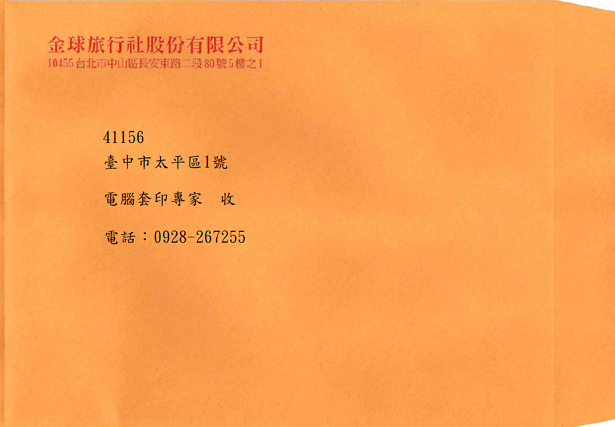 金球旅行社股份有限公司
10455台北市中山區長安東路二段80號5樓之1
41156
臺中市太平區1號
電腦套印專家 收
電話：0928-267255